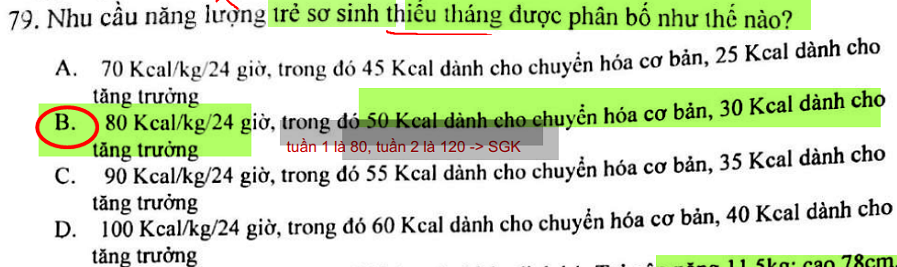 79. Nhu cầu năng lượng trẻ sơ sinh thiếu tháng được phân bố như thế nào?
A. 70 Kcal/kg/24 giờ, trong đó 45 Kcal dành cho chuyển hóa cơ bản, 25 Kcal dành cho
tăng trưởng
B. 80 Kcal/kg/24 giờ, trong đó 50 Kcal dành cho chuyển hóa cơ bản, 30 Kcal dành cho
tăng trưởng
tuần 1 là 80, tuần 2 là 120 -> SGK
C. 90 Kcal/kg/24 giờ, trong đó 55 Kcal dành cho chuyển hóa cơ bản, 35 Kcal dành cho
tăng trưởng
D. 100 Kcal/kg/24 giờ, trong đó 60 Kcal dành cho chuyển hóa cơ bản, 40 Kcal dành cho
tăng trưởng
11,5kg; cao 78cm